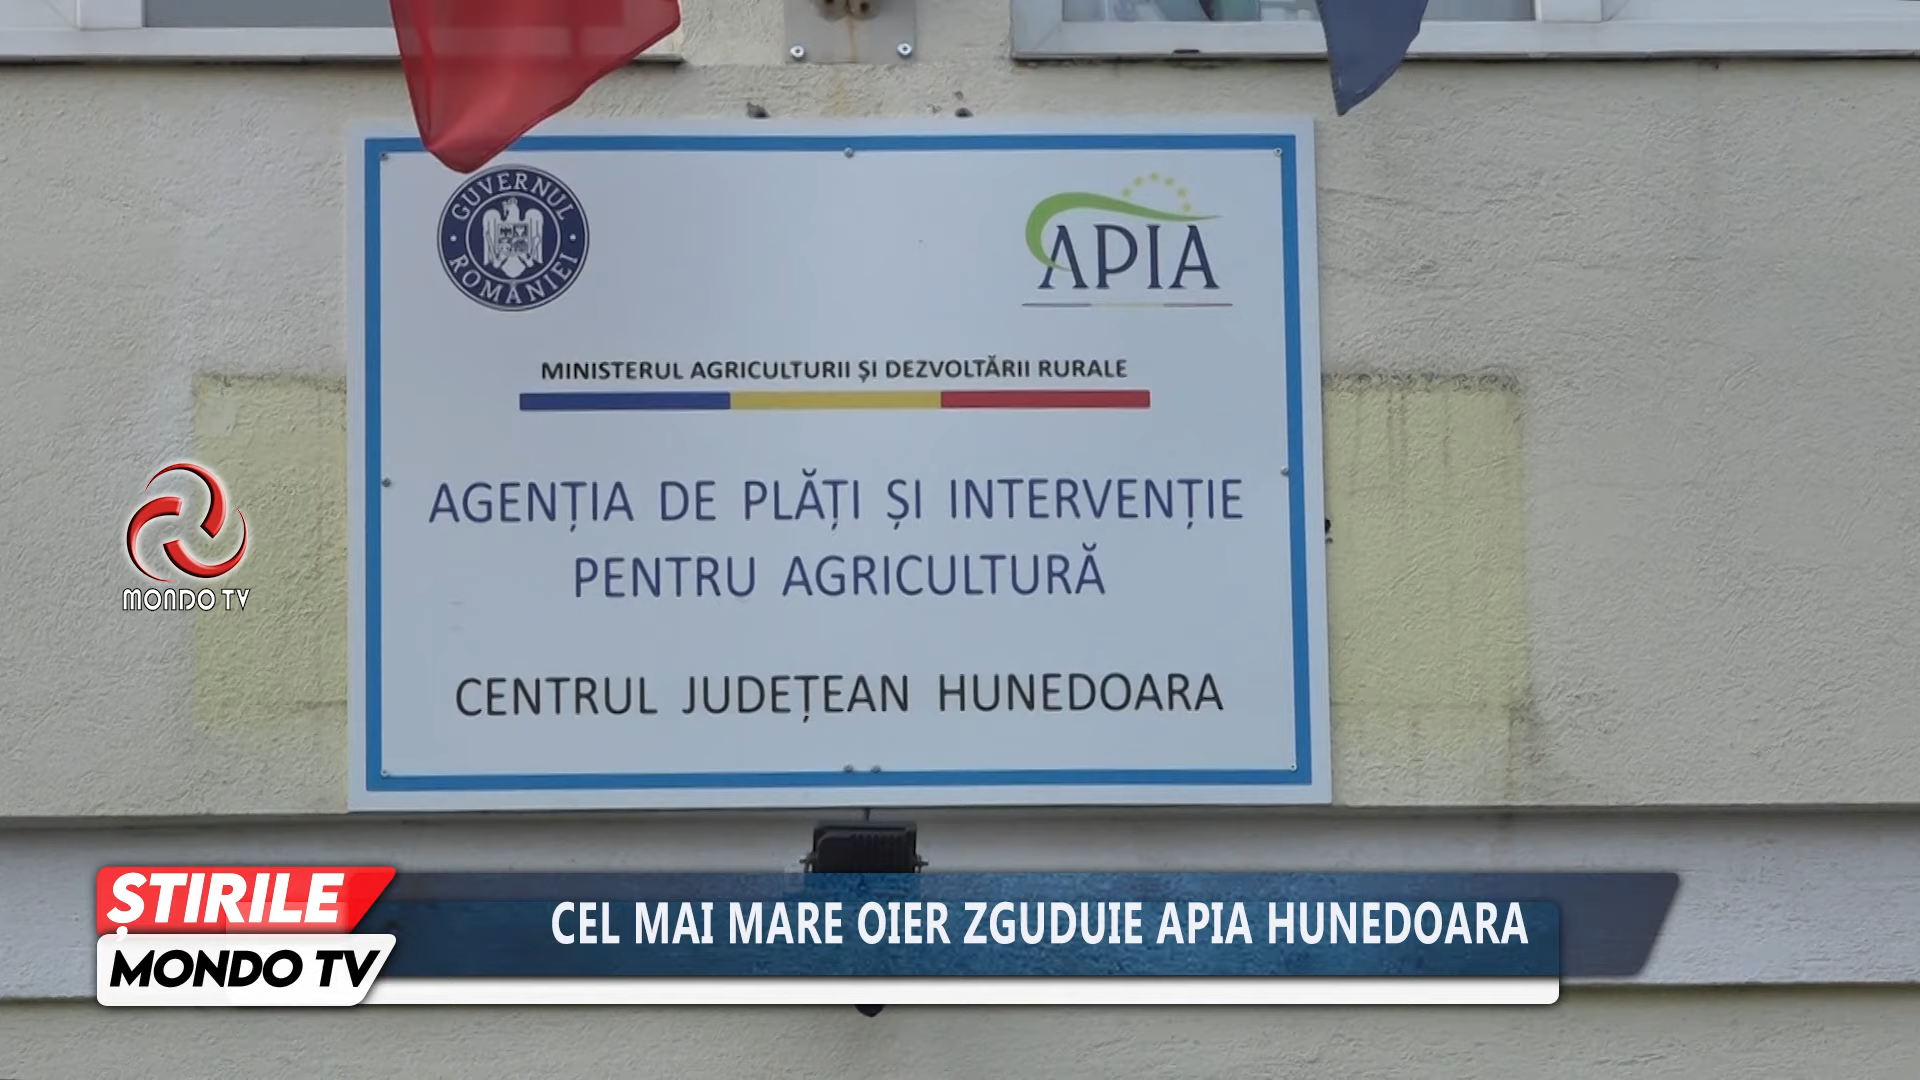 GUVERNUL
ROMÂNIEI
APIA
MINISTERUL AGRICULTURII ȘI DEZVOLTĂRII RURALE
AGENȚIA DE PLĂȚI ȘI INTERVENȚIE
PENTRU AGRICULTURĂ
CENTRUL JUDEȚEAN HUNEDOARA
MONDO TV
ȘTIRILE
MONDO TV
CEL MAI MARE OIER ZGUDUIE APIA HUNEDOARA